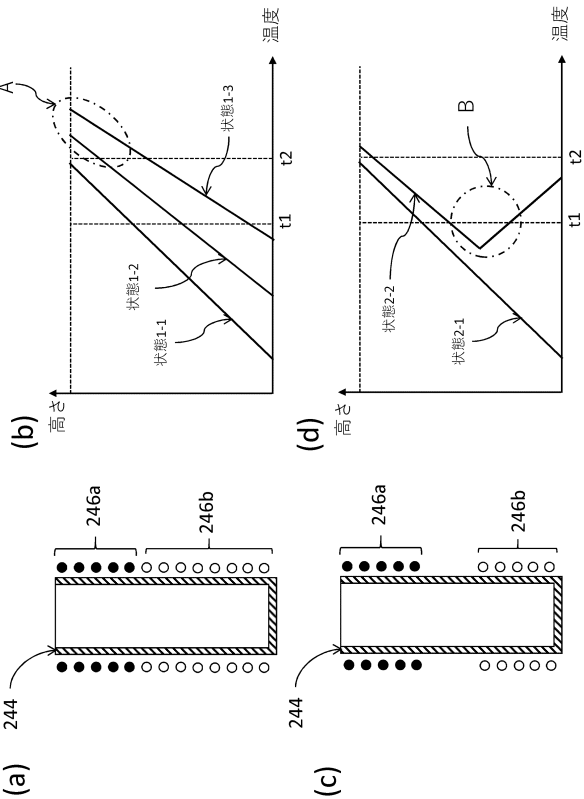 (a)
244
246a
246b
(b)
高さ
温度
A
状態1-1
状態1-2
状態1-3
t1
t2
(c)
244
246a
246b
(d)
高さ
温度
B
状態2-1
状態2-2
t1
t2